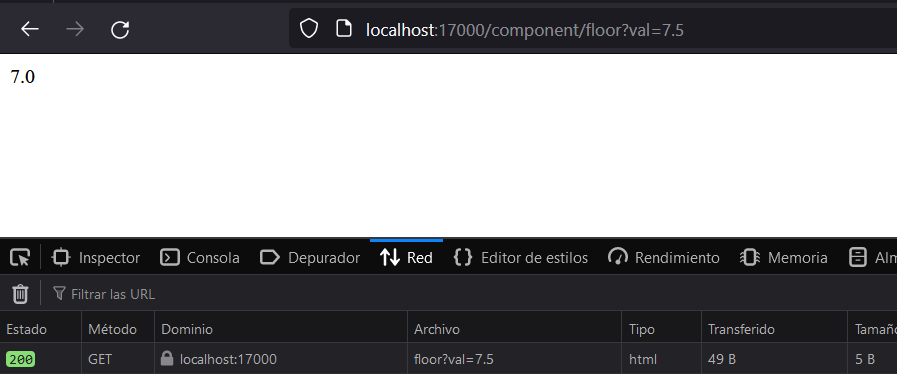 localhost:17000/component/floor?val=7.5
7.0
Inspector Consola Depurador Red Editor de estilos Rendimiento Memoria Alm
Filtrar las URL
Estado Método Dominio Archivo Tipo Transferido Tamaño
200 GET localhost:17000 floor?val=7.5 html 49 B 5 B